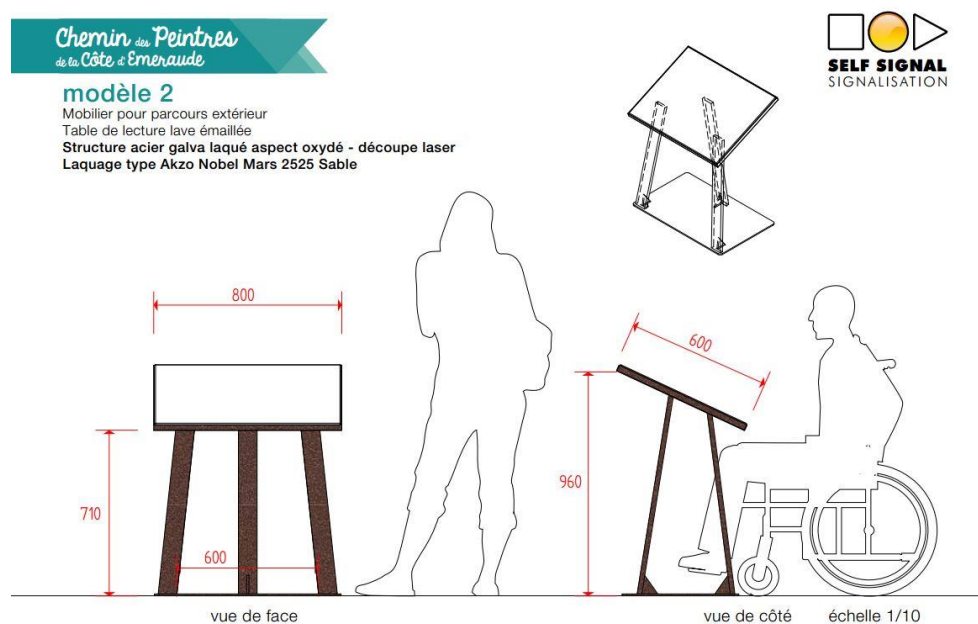 Chemin des Peintres
de la Côte d'Emeraude
SELF SIGNAL
SIGNALISATION
modèle 2
Mobilier pour parcours extérieur
Table de lecture lave émaillée
Structure acier galva laqué aspect oxydé - découpe laser
Laquage type Akzo Nobel Mars 2525 Sable
800
600
710
600
960
vue de face
vue de côté
échelle 1/10